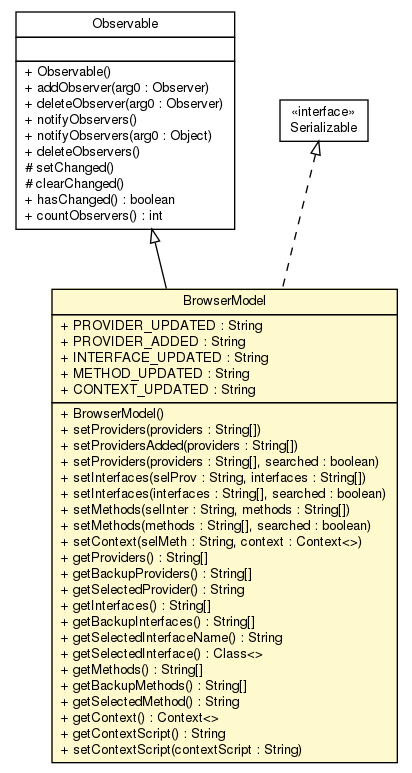 Observable
+ Observable()
+ addObserver(arg0 : Observer)
+ deleteObserver(arg0 : Observer)
+ notifyObservers()
+ notifyObservers(arg0 : Object)
+ deleteObservers()
# setChanged()
# clearChanged()
+ hasChanged() : boolean
+ countObservers() : int
«interface»
Serializable
BrowserModel
+ PROVIDER_UPDATED : String
+ PROVIDER_ADDED : String
+ INTERFACE_UPDATED : String
+ METHOD_UPDATED : String
+ CONTEXT_UPDATED : String
+ BrowserModel()
+ setProviders(providers : String[])
+ setProvidersAdded(providers : String[])
+ setProviders(providers : String[], searched : boolean)
+ setInterfaces(selProv : String, interfaces : String[])
+ setInterfaces(interfaces : String[], searched : boolean)
+ setMethods(selInter : String, methods : String[])
+ setMethods(methods : String[], searched : boolean)
+ setContext(selMeth : String, context : Context<>)
+ getProviders() : String[]
+ getBackupProviders() : String[]
+ getSelectedProvider() : String
+ getInterfaces() : String[]
+ getBackupInterfaces() : String[]
+ getSelectedInterfaceName() : String
+ getSelectedInterface() : Class<>
+ getMethods() : String[]
+ getBackupMethods() : String[]
+ getSelectedMethod() : String
+ getContext() : Context<>
+ getContextScript() : String
+ setContextScript(contextScript : String)